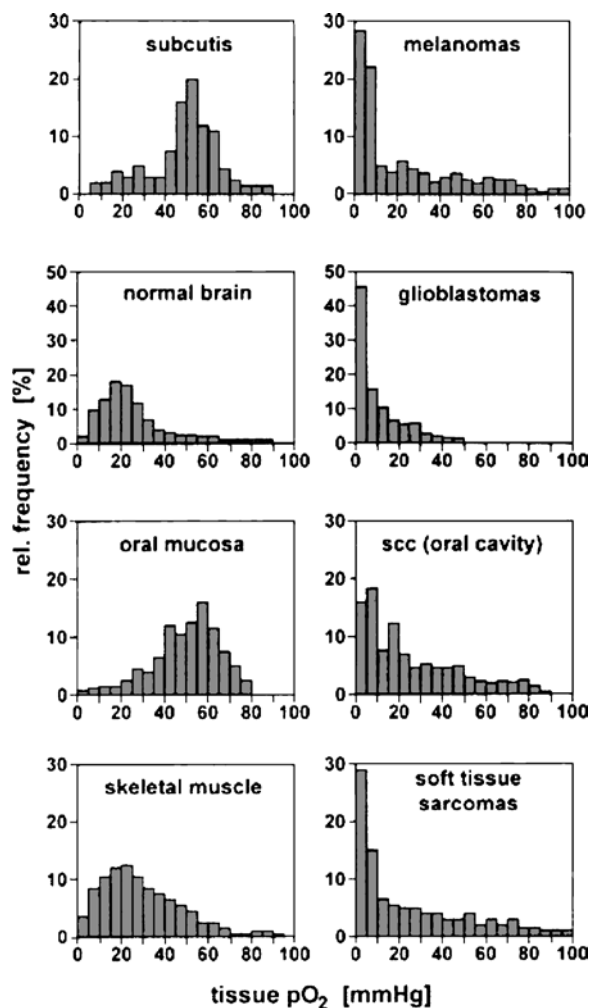 subcutis
30
20
10
0
0 20 40 60 80 100
melanomas
30
20
10
0
0 20 40 60 80 100
normal brain
50
40
30
20
10
0
0 20 40 60 80 100
glioblastomas
50
40
30
20
10
0
0 20 40 60 80 100
rel. frequency [%]
oral mucosa
30
20
10
0
0 20 40 60 80 100
scc (oral cavity)
30
20
10
0
0 20 40 60 80 100
skeletal muscle
30
20
10
0
0 20 40 60 80 100
soft tissue
sarcomas
30
20
10
0
0 20 40 60 80 100
tissue pO₂ [mmHg]